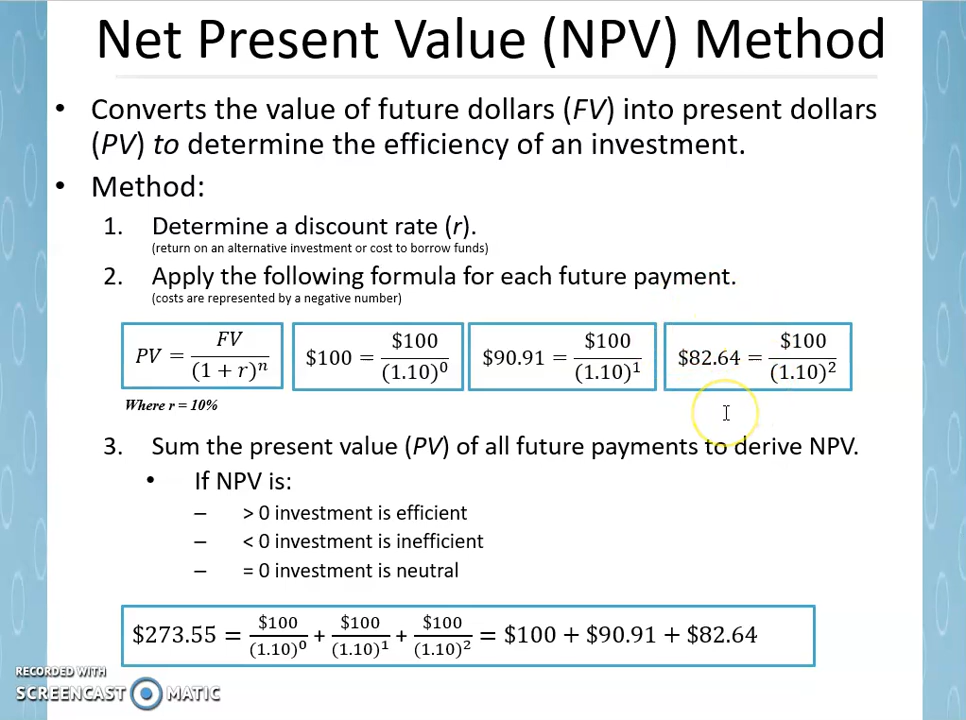 Net Present Value (NPV) Method
• Converts the value of future dollars (FV) into present dollars
(PV) to determine the efficiency of an investment.
• Method:
1. Determine a discount rate (r).
(return on an alternative investment or cost to borrow funds)
2. Apply the following formula for each future payment.
(costs are represented by a negative number)
PV = FV / (1 + r)^n
$100 = $100 / (1.10)^0
$90.91 = $100 / (1.10)^1
$82.64 = $100 / (1.10)^2
Where r = 10%
3. Sum the present value (PV) of all future payments to derive NPV.
• If NPV is:
– > 0 investment is efficient
– < 0 investment is inefficient
– = 0 investment is neutral
$273.55 = $100 / (1.10)^0 + $100 / (1.10)^1 + $100 / (1.10)^2 = $100 + $90.91 + $82.64
RECORDED WITH
SCREENCAST MATIC